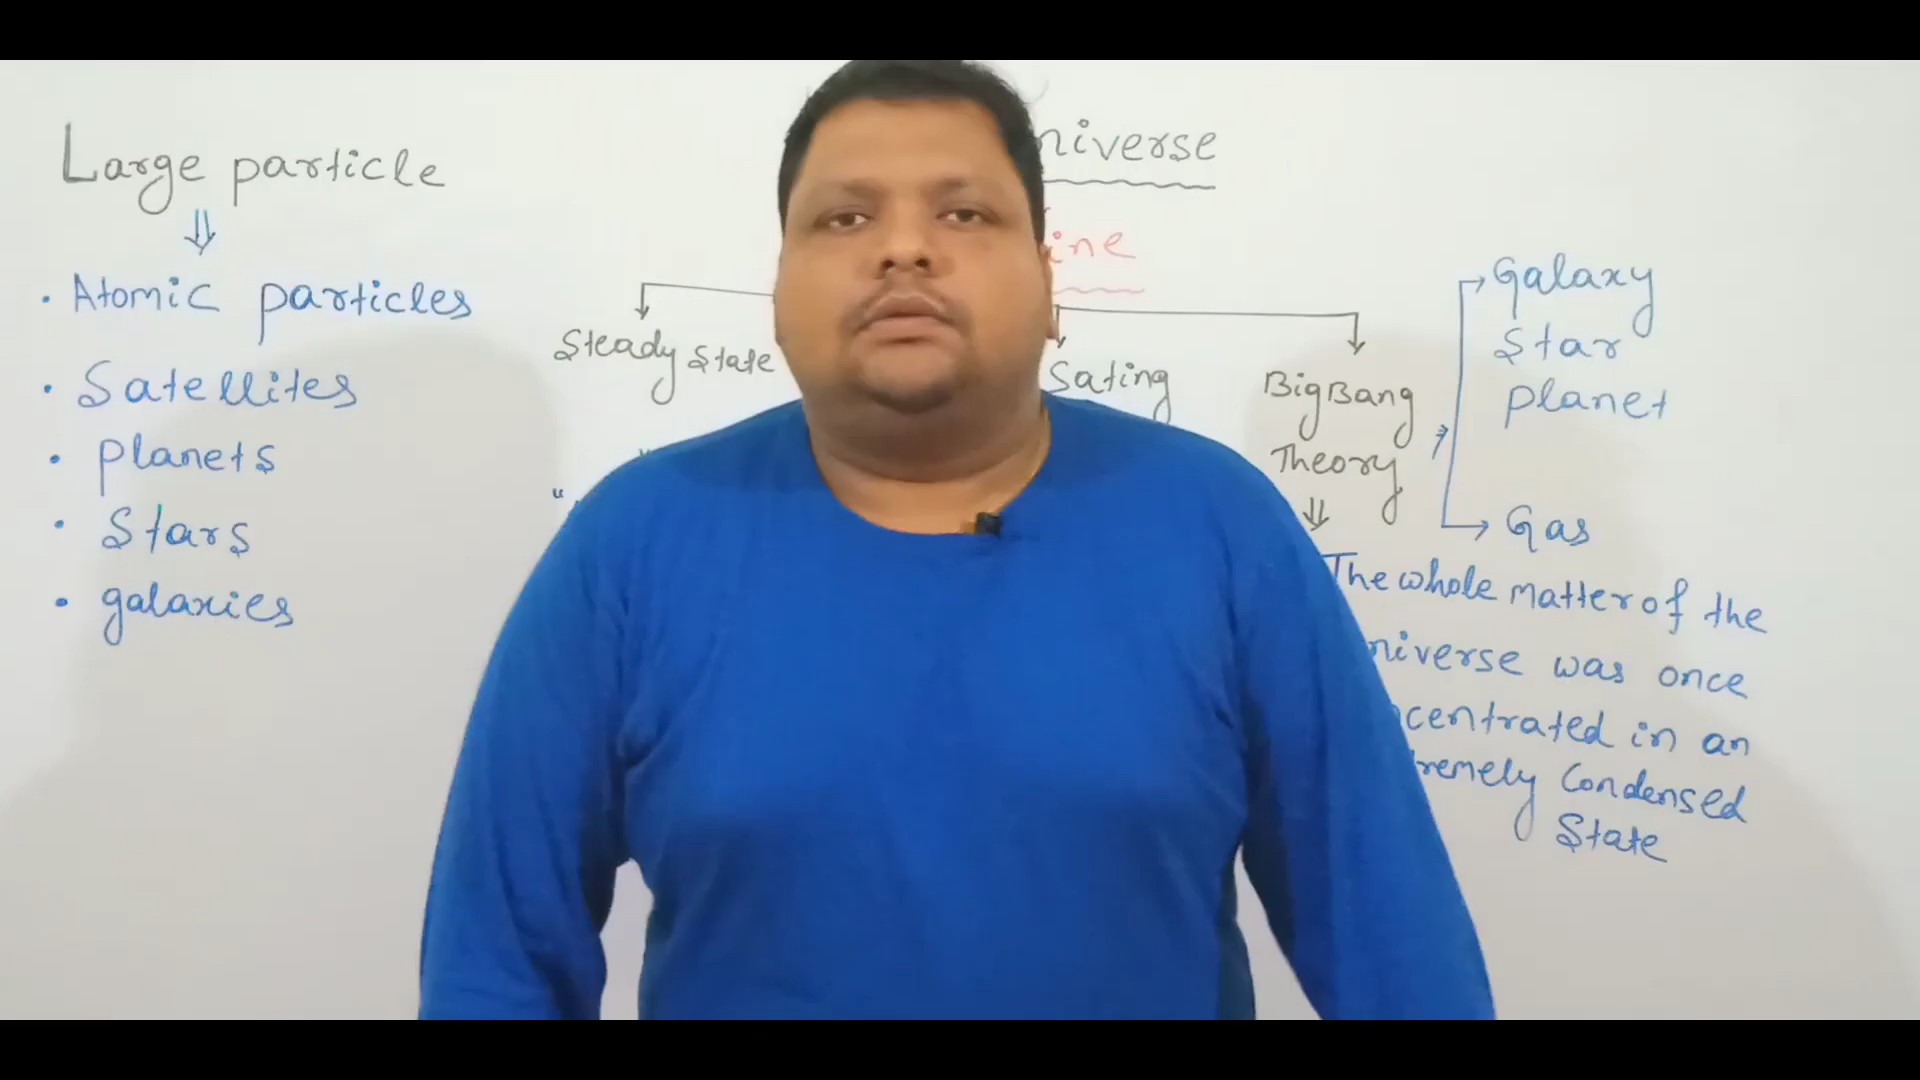 Large particle
• Atomic particles
• Satellites
• planets
• Stars
• galaxies
niverse
ine
Steady State
Sating
BigBang
Theory
Galaxy
Star
planet
Gas
The whole matter of the
niverse was once
centrated in an
remely Condensed
State